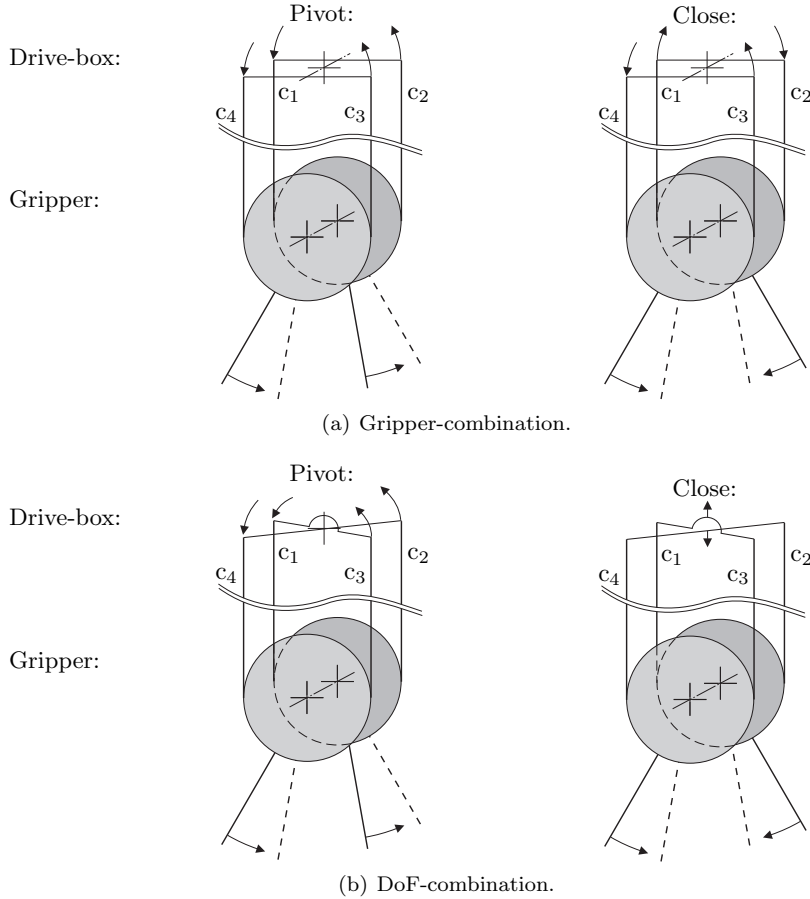 Pivot: Close:
Drive-box:
c1 c2 c1 c2
c4 c3 c4 c3
Gripper:
(a) Gripper-combination.
Pivot: Close:
Drive-box:
c1 c2 c1 c2
c4 c3 c4 c3
Gripper:
(b) DoF-combination.